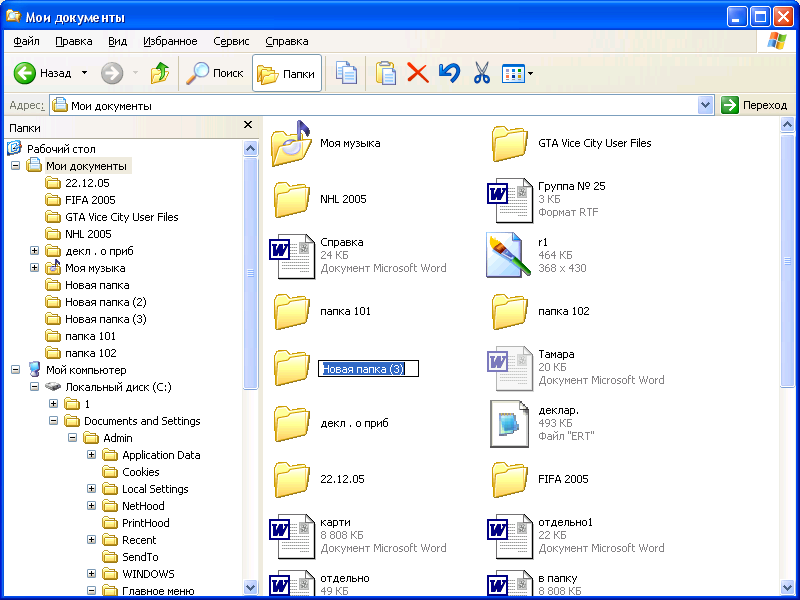 Мои документы
Файл Правка Вид Избранное Сервис Справка
Назад Поиск Папки
Адрес: Мои документы Переход
Папки
Рабочий стол
Мои документы
22.12.05
FIFA 2005
GTA Vice City User Files
NHL 2005
декл . о приб
Моя музыка
Новая папка
Новая папка (2)
Новая папка (3)
папка 101
папка 102
Мой компьютер
Локальный диск (C:)
1
Documents and Settings
Admin
Application Data
Cookies
Local Settings
NetHood
PrintHood
Recent
SendTo
WINDOWS
Главное меню
Моя музыка
GTA Vice City User Files
NHL 2005
Группа № 25
3 КБ
Формат RTF
Справка
24 КБ
Документ Microsoft Word
r1
464 КБ
368 x 430
папка 101
папка 102
Новая папка (3)
Тамара
20 КБ
Документ Microsoft Word
декл . о приб
деклар.
493 КБ
Файл "ERT"
22.12.05
FIFA 2005
карти
8 808 КБ
Документ Microsoft Word
отдельно1
22 КБ
Документ Microsoft Word
отдельно
49 КБ
в папку
8 808 КБ